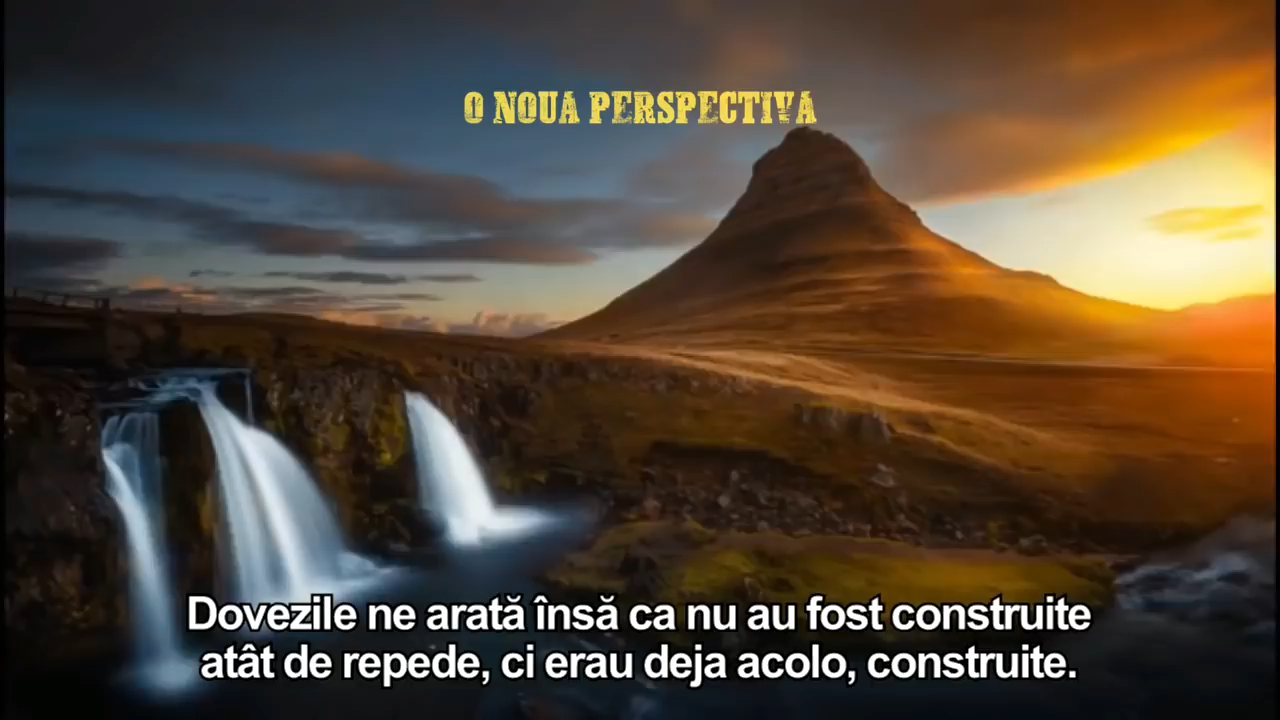 O NOUA PERSPECTIVA
Dovezile ne arată însă ca nu au fost construite
atât de repede, ci erau deja acolo, construite.